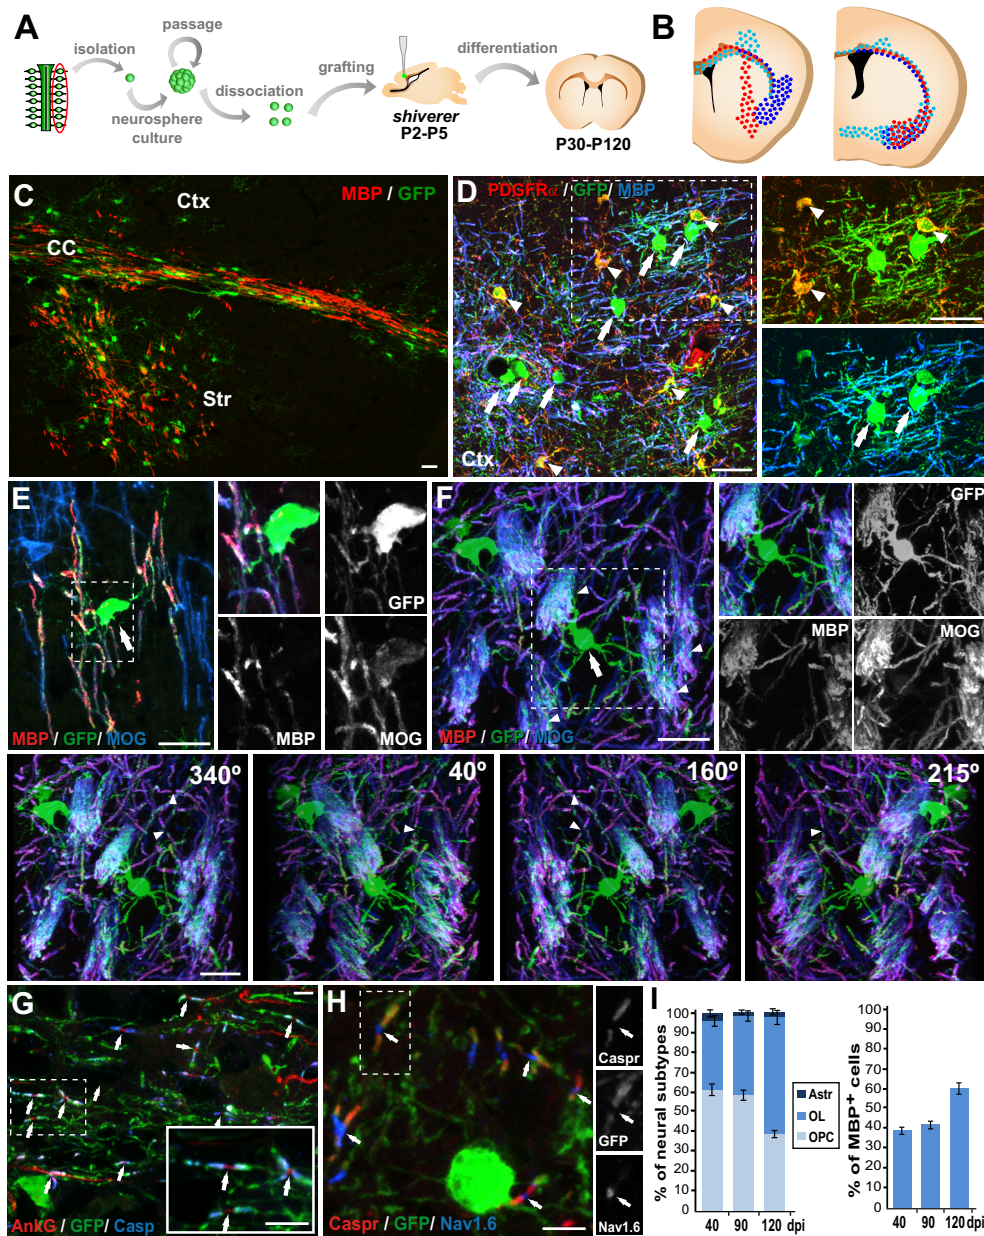 A
isolation
passage
neurosphere
culture
dissociation
grafting
shiverer
P2-P5
differentiation
P30-P120
B
C
Ctx
MBP / GFP
CC
Str
D
PDGFRα / GFP / MBP
Ctx
E
MBP / GFP / MOG
GFP
MBP
MOG
F
MBP / GFP / MOG
GFP
MBP
MOG
340º
40º
160º
215º
G
AnkG / GFP / Casp
H
Caspr / GFP / Nav1.6
Caspr
GFP
Nav1.6
I
% of neural subtypes
100
90
80
70
60
50
40
30
20
10
0
40 90 120 dpi
Astr
OL
OPC
% of MBP+ cells
100
90
80
70
60
50
40
30
20
10
0
40 90 120 dpi